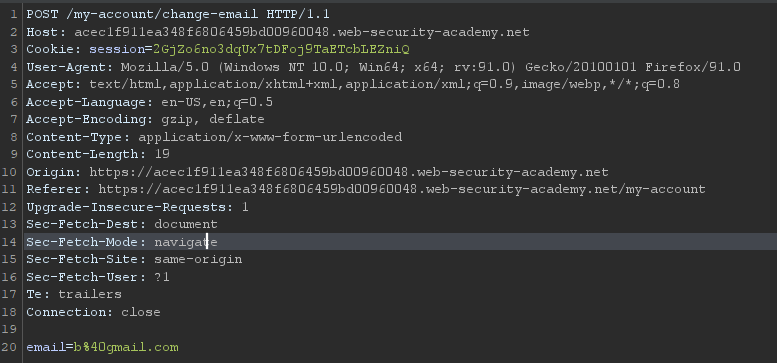 1 POST /my-account/change-email HTTP/1.1
2 Host: acec1f911ea348f6806459bd00960048.web-security-academy.net
3 Cookie: session=2GjZo6no3dqUx7tDFoj9TaETcbLEZniQ
4 User-Agent: Mozilla/5.0 (Windows NT 10.0; Win64; x64; rv:91.0) Gecko/20100101 Firefox/91.0
5 Accept: text/html,application/xhtml+xml,application/xml;q=0.9,image/webp,*/*;q=0.8
6 Accept-Language: en-US,en;q=0.5
7 Accept-Encoding: gzip, deflate
8 Content-Type: application/x-www-form-urlencoded
9 Content-Length: 19
10 Origin: https://acec1f911ea348f6806459bd00960048.web-security-academy.net
11 Referer: https://acec1f911ea348f6806459bd00960048.web-security-academy.net/my-account
12 Upgrade-Insecure-Requests: 1
13 Sec-Fetch-Dest: document
14 Sec-Fetch-Mode: navigate
15 Sec-Fetch-Site: same-origin
16 Sec-Fetch-User: ?1
17 Te: trailers
18 Connection: close
19
20 email=b%40gmail.com